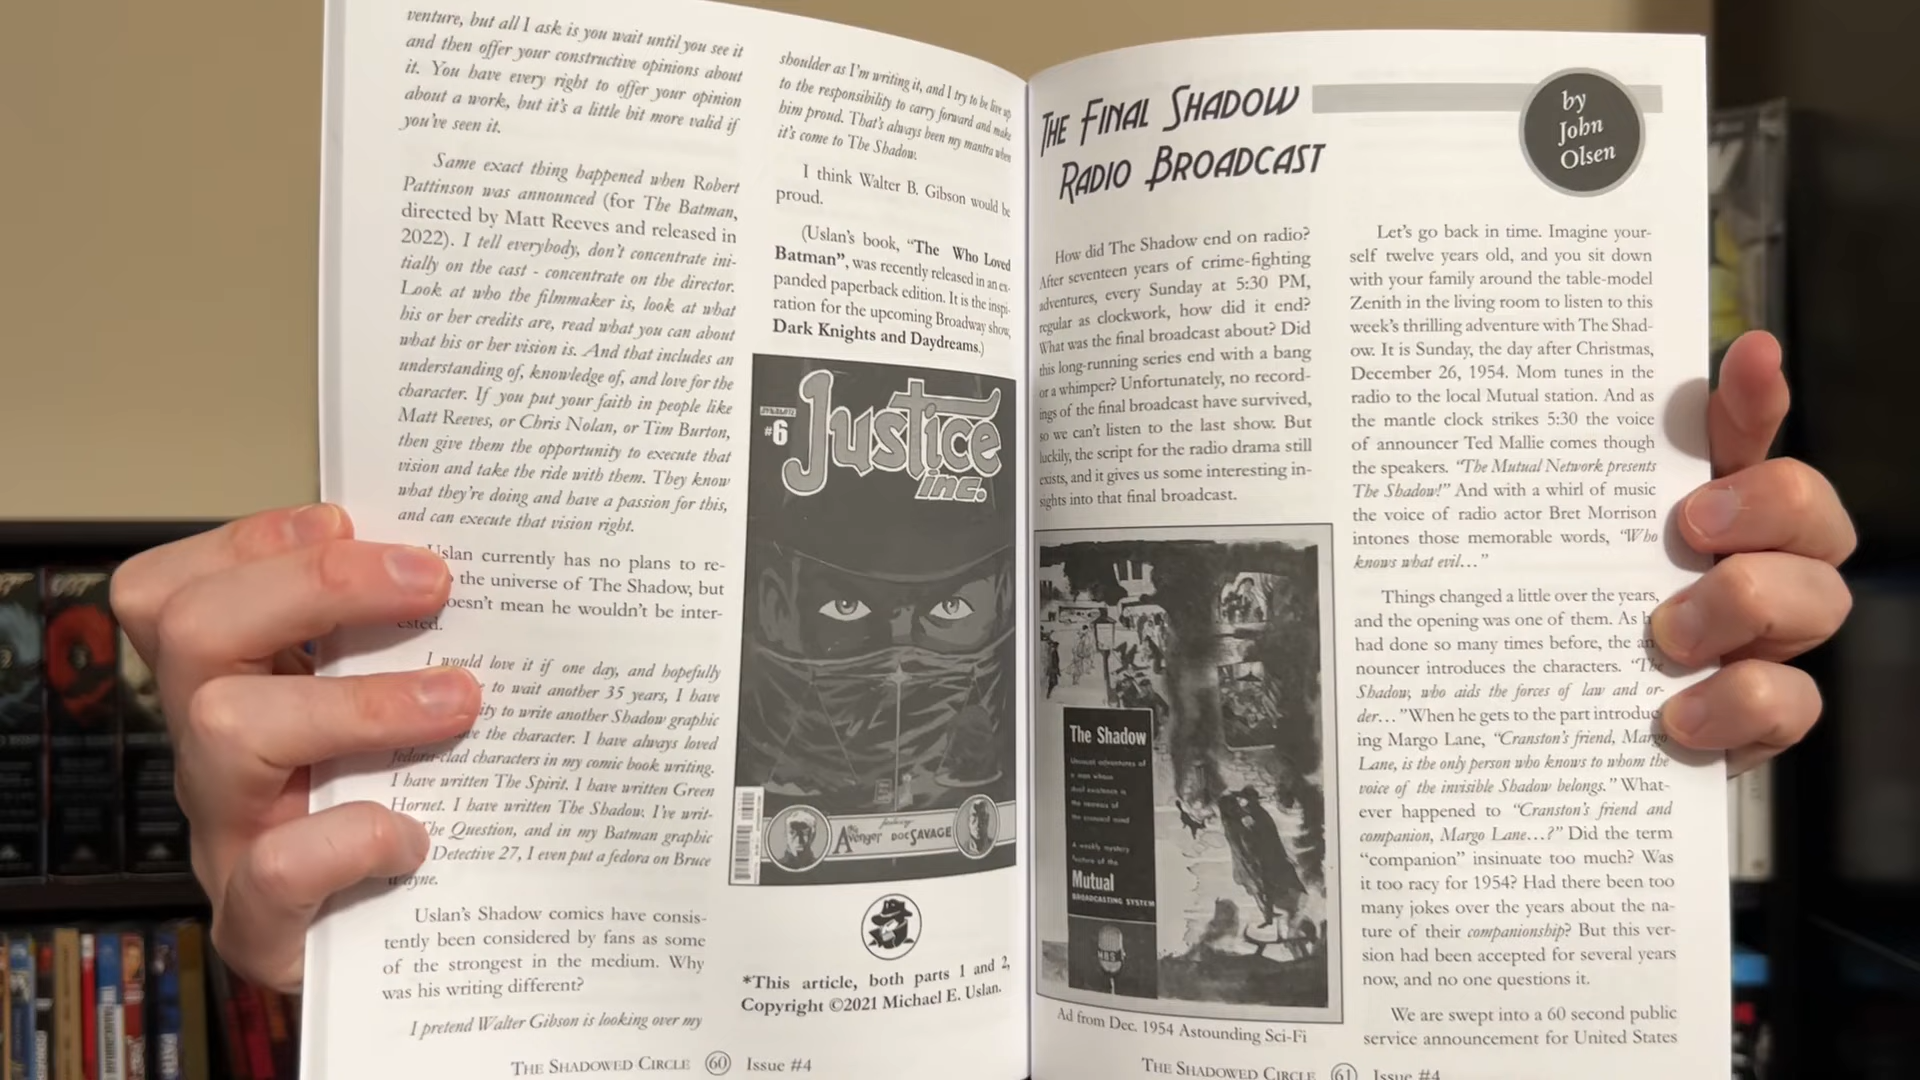 venture, but all I ask is you wait until you see it
and then offer your constructive opinions about
it. You have every right to offer your opinion
about a work, but it's a little bit more valid if
you've seen it.
Same exact thing happened when Robert
Pattinson was announced (for The Batman,
directed by Matt Reeves and released in
2022). I tell everybody, don't concentrate ini-
tially on the cast - concentrate on the director.
Look at who the filmmaker is, look at what
his or her credits are, read what you can about
what his or her vision is. And that includes an
understanding of, knowledge of, and love for the
character. If you put your faith in people like
Matt Reeves, or Chris Nolan, or Tim Burton,
then give them the opportunity to execute that
vision and take the ride with them. They know
what they're doing and have a passion for this,
and can execute that vision right.
Uslan currently has no plans to re-
the universe of The Shadow, but
doesn't mean he wouldn't be inter-
ested.
I would love it if one day, and hopefully
to wait another 35 years, I have
to write another Shadow graphic
the character. I have always loved
fedora-clad characters in my comic book writing.
I have written The Spirit. I have written Green
Hornet. I have written The Shadow. I've writ-
The Question, and in my Batman graphic
Detective 27, I even put a fedora on Bruce
Wayne.
Uslan's Shadow comics have consis-
tently been considered by fans as some
of the strongest in the medium. Why
was his writing different?
I pretend Walter Gibson is looking over my
The Shadowed Circle 60 Issue #4
shoulder as I'm writing it, and I try to be live up
to the responsibility to carry forward and make
him proud. That's always been my mantra when
it's come to The Shadow.
I think Walter B. Gibson would be
proud.
(Uslan's book, "The Who Loved
Batman", was recently released in an ex-
panded paperback edition. It is the inspi-
ration for the upcoming Broadway show,
Dark Knights and Daydreams.)
DYNAMITE
#6
Justice
inc.
the Avenger
featuring
DOC SAVAGE
*This article, both parts 1 and 2,
Copyright ©2021 Michael E. Uslan.
The Final Shadow
Radio Broadcast
by
John
Olsen
How did The Shadow end on radio?
After seventeen years of crime-fighting
adventures, every Sunday at 5:30 PM,
regular as clockwork, how did it end?
What was the final broadcast about? Did
this long-running series end with a bang
or a whimper? Unfortunately, no record-
ings of the final broadcast have survived,
so we can't listen to the last show. But
luckily, the script for the radio drama still
exists, and it gives us some interesting in-
sights into that final broadcast.
The Shadow
Unusual adventures of
a man whose
dual existence is
the nemesis of
the
mind
A weekly mystery
feature of the
Mutual
BROADCASTING SYSTEM
MBS
Ad from Dec. 1954 Astounding Sci-Fi
Let's go back in time. Imagine your-
self twelve years old, and you sit down
with your family around the table-model
Zenith in the living room to listen to this
week's thrilling adventure with The Shad-
ow. It is Sunday, the day after Christmas,
December 26, 1954. Mom tunes in the
radio to the local Mutual station. And as
the mantle clock strikes 5:30 the voice
of announcer Ted Mallie comes though
the speakers. "The Mutual Network presents
The Shadow!" And with a whirl of music
the voice of radio actor Bret Morrison
intones those memorable words, "Who
knows what evil…"
Things changed a little over the years,
and the opening was one of them. As he
had done so many times before, the an-
nouncer introduces the characters. "The
Shadow, who aids the forces of law and or-
der…" When he gets to the part introduc-
ing Margo Lane, "Cranston's friend, Margo
Lane, is the only person who knows to whom the
voice of the invisible Shadow belongs." What-
ever happened to "Cranston's friend and
companion, Margo Lane…?" Did the term
"companion" insinuate too much? Was
it too racy for 1954? Had there been too
many jokes over the years about the na-
ture of their companionship? But this ver-
sion had been accepted for several years
now, and no one questions it.
We are swept into a 60 second public
service announcement for United States
The Shadowed Circle 61 Issue #4
007